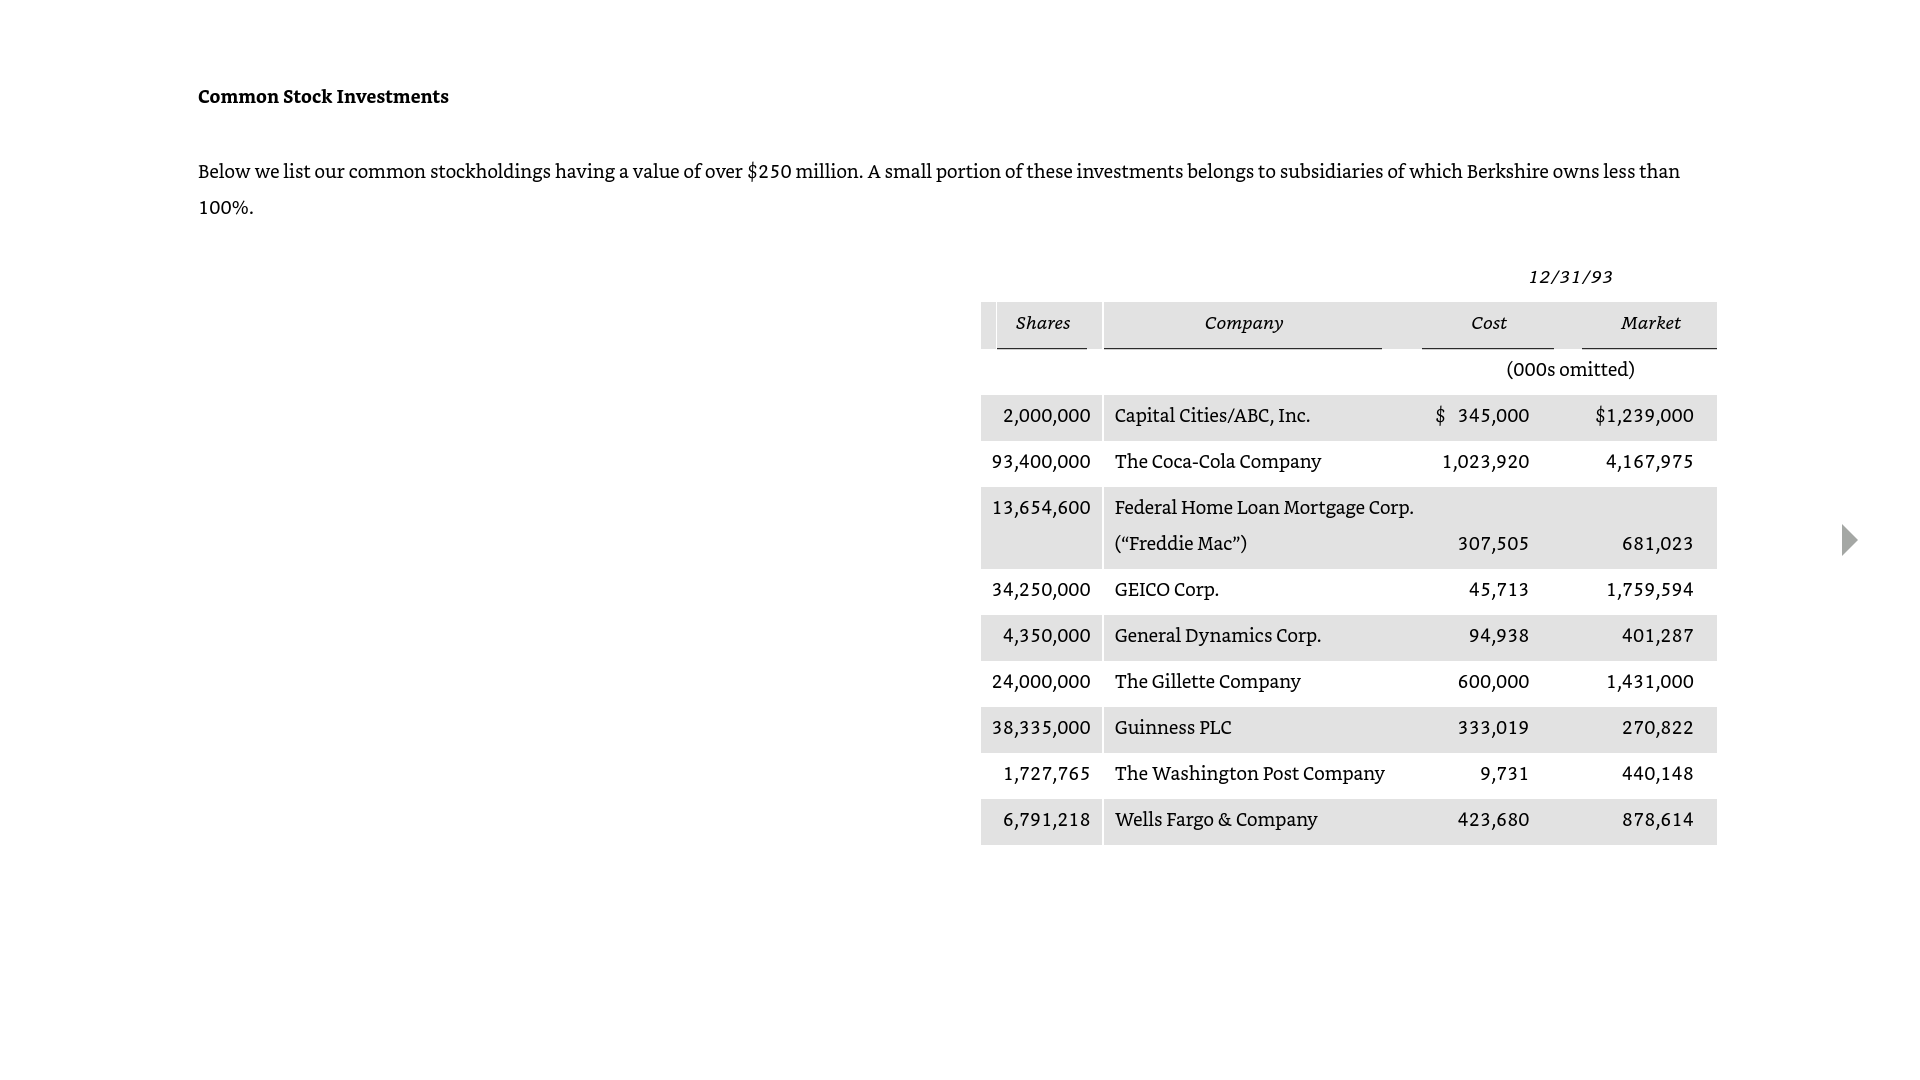 Common Stock Investments
Below we list our common stockholdings having a value of over $250 million. A small portion of these investments belongs to subsidiaries of which Berkshire owns less than
100%.
12/31/93
Shares Company Cost Market
(000s omitted)
2,000,000 Capital Cities/ABC, Inc. $ 345,000 $1,239,000
93,400,000 The Coca-Cola Company 1,023,920 4,167,975
13,654,600 Federal Home Loan Mortgage Corp.
(“Freddie Mac”) 307,505 681,023
34,250,000 GEICO Corp. 45,713 1,759,594
4,350,000 General Dynamics Corp. 94,938 401,287
24,000,000 The Gillette Company 600,000 1,431,000
38,335,000 Guinness PLC 333,019 270,822
1,727,765 The Washington Post Company 9,731 440,148
6,791,218 Wells Fargo & Company 423,680 878,614